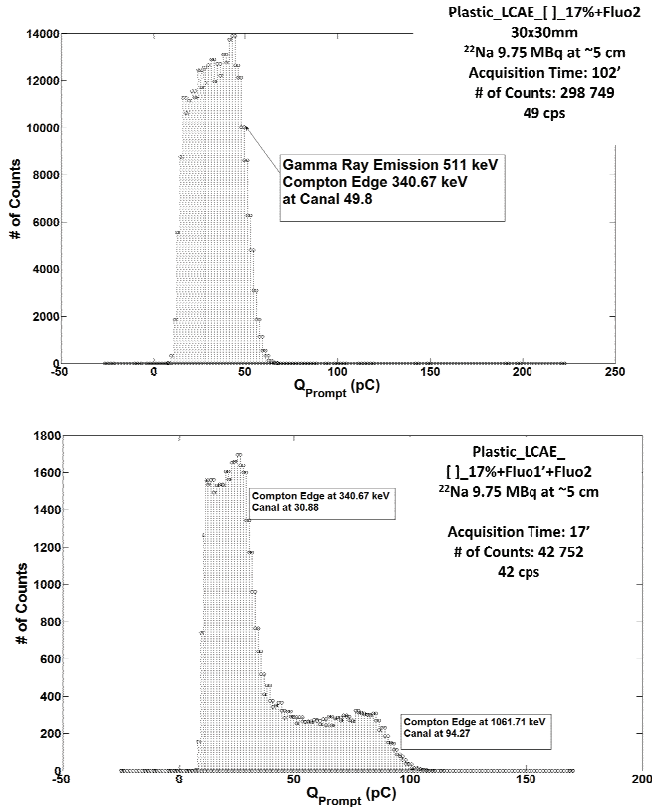 Plastic_LCAE_[ ]_17%+Fluo2
30x30mm
²²Na 9.75 MBq at ~5 cm
Acquisition Time: 102'
# of Counts: 298 749
49 cps
14000
12000
10000
8000
6000
4000
2000
0
# of Counts
Gamma Ray Emission 511 keV
Compton Edge 340.67 keV
at Canal 49.8
-50 0 50 100 150 200 250
Q_Prompt (pC)
1800
1600
1400
1200
1000
800
600
400
200
0
# of Counts
Plastic_LCAE_
[ ]_17%+Fluo1'+Fluo2
²²Na 9.75 MBq at ~5 cm
Acquisition Time: 17'
# of Counts: 42 752
42 cps
Compton Edge at 340.67 keV
Canal at 30.88
Compton Edge at 1061.71 keV
Canal at 94.27
-50 0 50 100 150 200
Q_Prompt (pC)